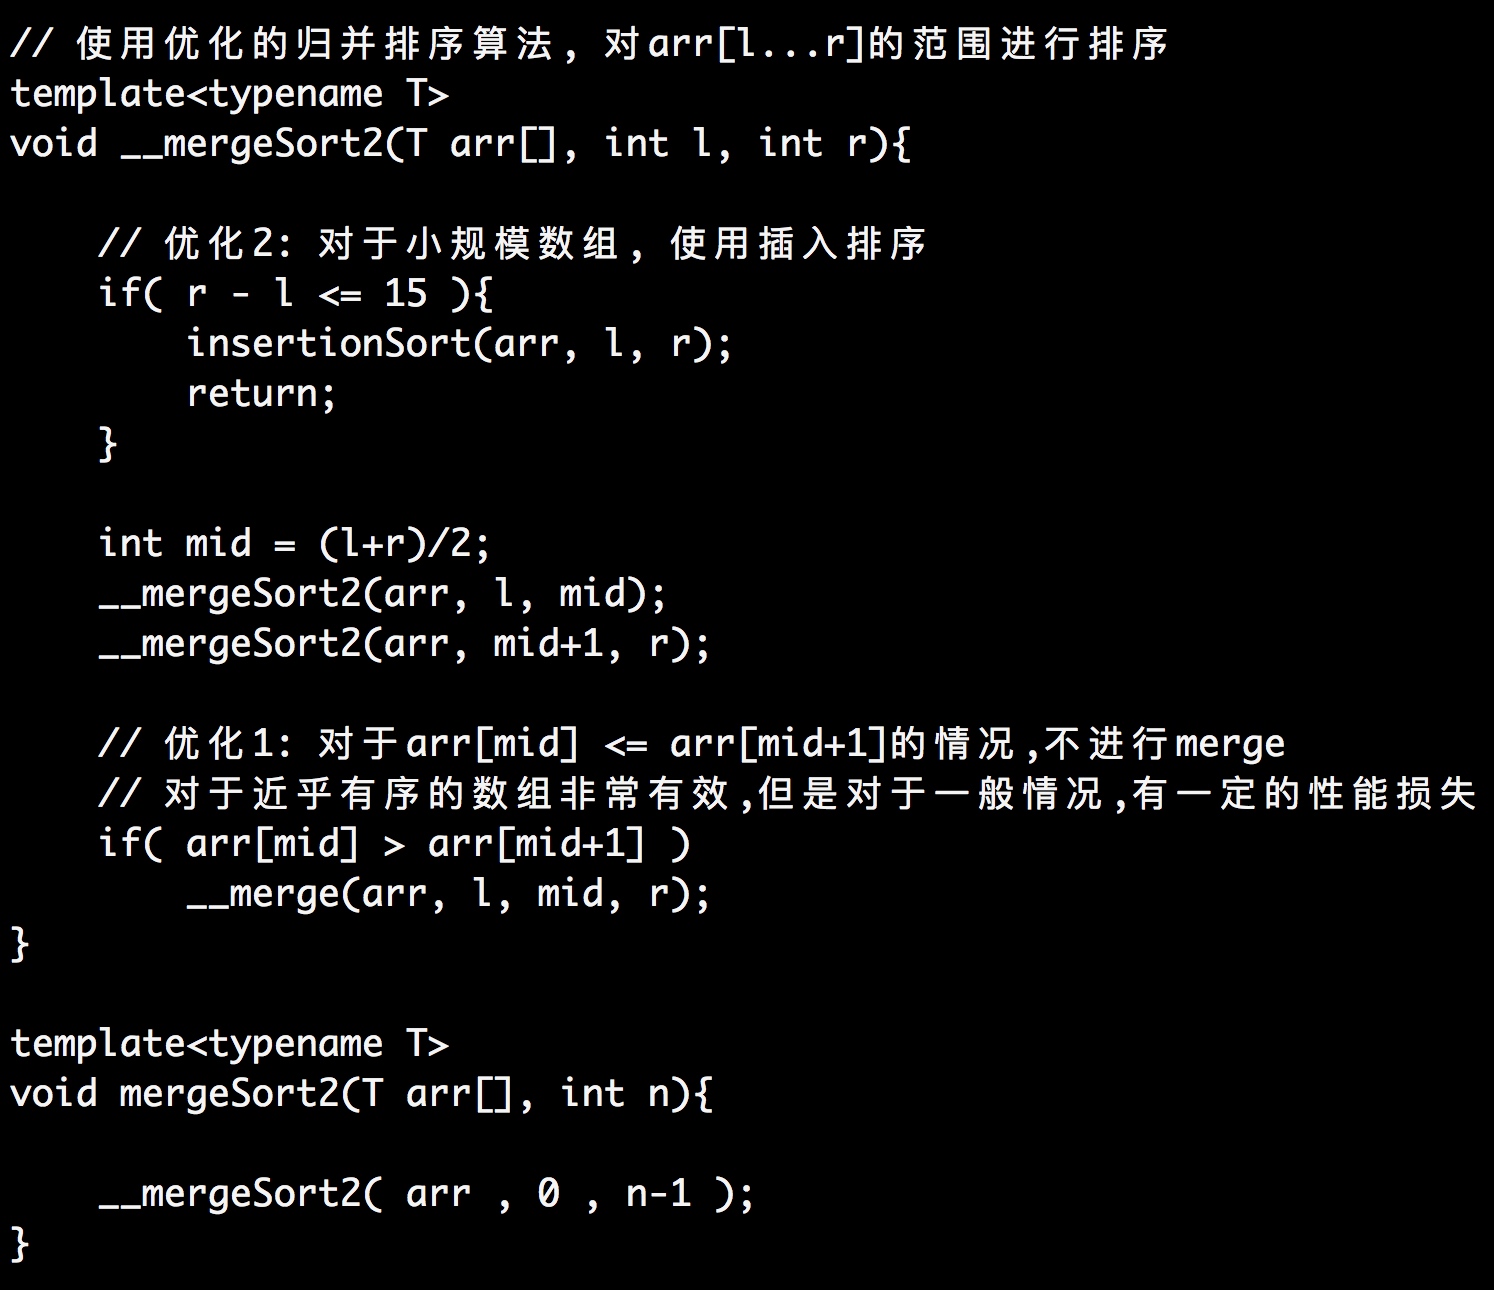 // 使用优化的归并排序算法, 对arr[l...r]的范围进行排序
template<typename T>
void __mergeSort2(T arr[], int l, int r){
    // 优化2: 对于小规模数组, 使用插入排序
    if( r - l <= 15 ){
        insertionSort(arr, l, r);
        return;
    }
    int mid = (l+r)/2;
    __mergeSort2(arr, l, mid);
    __mergeSort2(arr, mid+1, r);
    // 优化1: 对于arr[mid] <= arr[mid+1]的情况,不进行merge
    // 对于近乎有序的数组非常有效,但是对于一般情况,有一定的性能损失
    if( arr[mid] > arr[mid+1] )
        __merge(arr, l, mid, r);
}
template<typename T>
void mergeSort2(T arr[], int n){
    __mergeSort2( arr , 0 , n-1 );
}